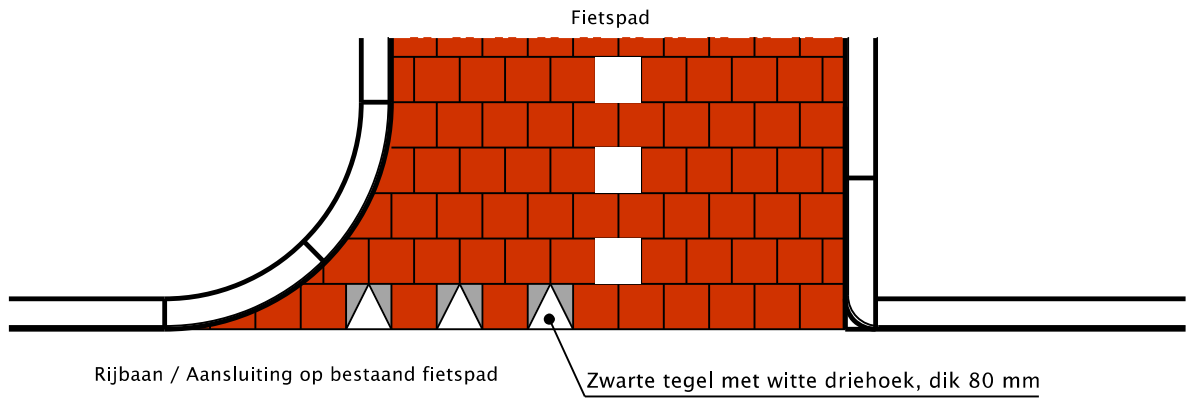 Fietspad
Rijbaan / Aansluiting op bestaand fietspad
Zwarte tegel met witte driehoek, dik 80 mm